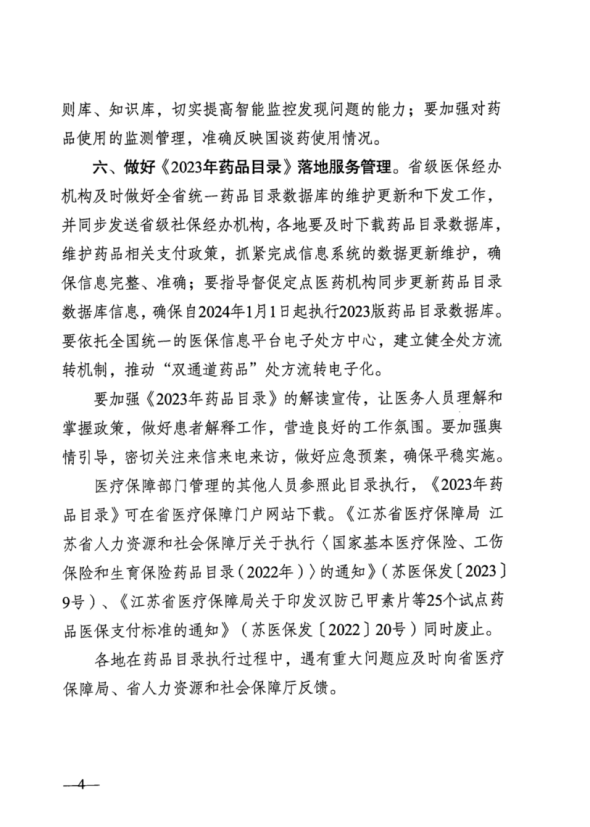 则库、知识库，切实提高智能监控发现问题的能力；要加强对药
品使用的监测管理，准确反映国谈药使用情况。
六、做好《2023年药品目录》落地服务管理。省级医保经办
机构及时做好全省统一药品目录数据库的维护更新和下发工作，
并同步发送省级社保经办机构，各地要及时下载药品目录数据库，
维护药品相关支付政策，抓紧完成信息系统的数据更新维护，确
保信息完整、准确；要指导督促定点医药机构同步更新药品目录
数据库信息，确保自2024年1月1日起执行2023版药品目录数据库。
要依托全国统一的医保信息平台电子处方中心，建立健全处方流
转机制，推动“双通道药品”处方流转电子化。
要加强《2023年药品目录》的解读宣传，让医务人员理解和
掌握政策，做好患者解释工作，营造良好的工作氛围。要加强舆
情引导，密切关注来信来电来访，做好应急预案，确保平稳实施。
医疗保障部门管理的其他人员参照此目录执行，《2023年药
品目录》可在省医疗保障门户网站下载。《江苏省医疗保障局 江
苏省人力资源和社会保障厅关于执行〈国家基本医疗保险、工伤
保险和生育保险药品目录（2022年）〉的通知》（苏医保发〔2023〕
9号）、《江苏省医疗保障局关于印发汉防己甲素片等25个试点药
品医保支付标准的通知》（苏医保发〔2022〕20号）同时废止。
各地在药品目录执行过程中，遇有重大问题应及时向省医疗
保障局、省人力资源和社会保障厅反馈。
—4—